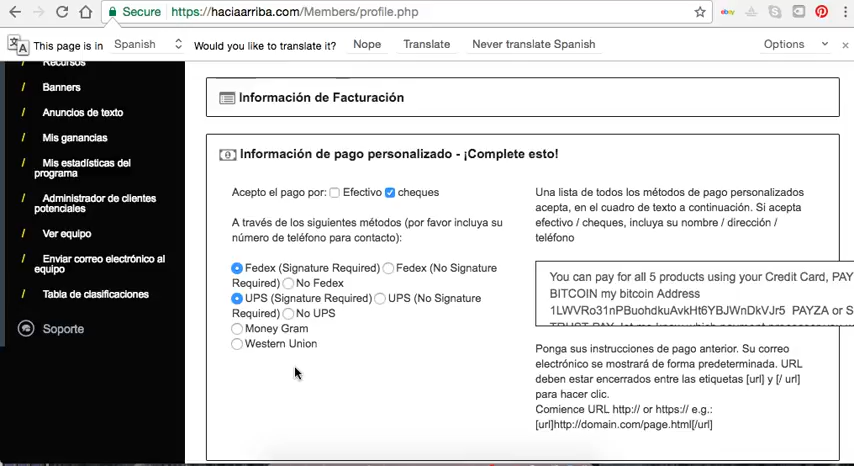 Secure https://haciaarriba.com/Members/profile.php
This page is in Spanish Would you like to translate it? Nope Translate Never translate Spanish Options
Recursos
/ Banners
/ Anuncios de texto
/ Mis ganancias
/ Mis estadísticas del
programa
/ Administrador de clientes
potenciales
/ Ver equipo
/ Enviar correo electrónico al
equipo
/ Tabla de clasificaciones
Soporte
Información de Facturación
Información de pago personalizado - ¡Complete esto!
Acepto el pago por: Efectivo cheques
A través de los siguientes métodos (por favor incluya su
número de teléfono para contacto):
Fedex (Signature Required) Fedex (No Signature
Required) No Fedex
UPS (Signature Required) UPS (No Signature
Required) No UPS
Money Gram
Western Union
Una lista de todos los métodos de pago personalizados
acepta, en el cuadro de texto a continuación. Si acepta
efectivo / cheques, incluya su nombre / dirección /
teléfono
You can pay for all 5 products using your Credit Card, PAY
BITCOIN my bitcoin Address
1LWVRo31nPBuohdkuAvkHt6YBJWnDkVJr5 PAYZA or S
Ponga sus instrucciones de pago anterior. Su correo
electrónico se mostrará de forma predeterminada. URL
deben estar encerrados entre las etiquetas [url] y [/ url]
para hacer clic.
Comience URL http:// or https:// e.g.:
[url]http://domain.com/page.html[/url]